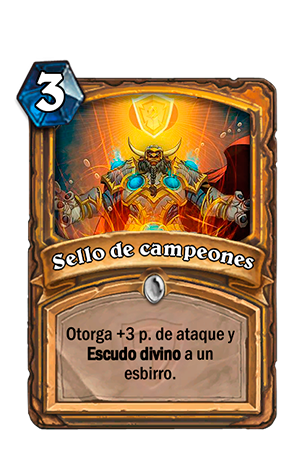 3
Sello de campeones
Otorga +3 p. de ataque y
Escudo divino a un
esbirro.